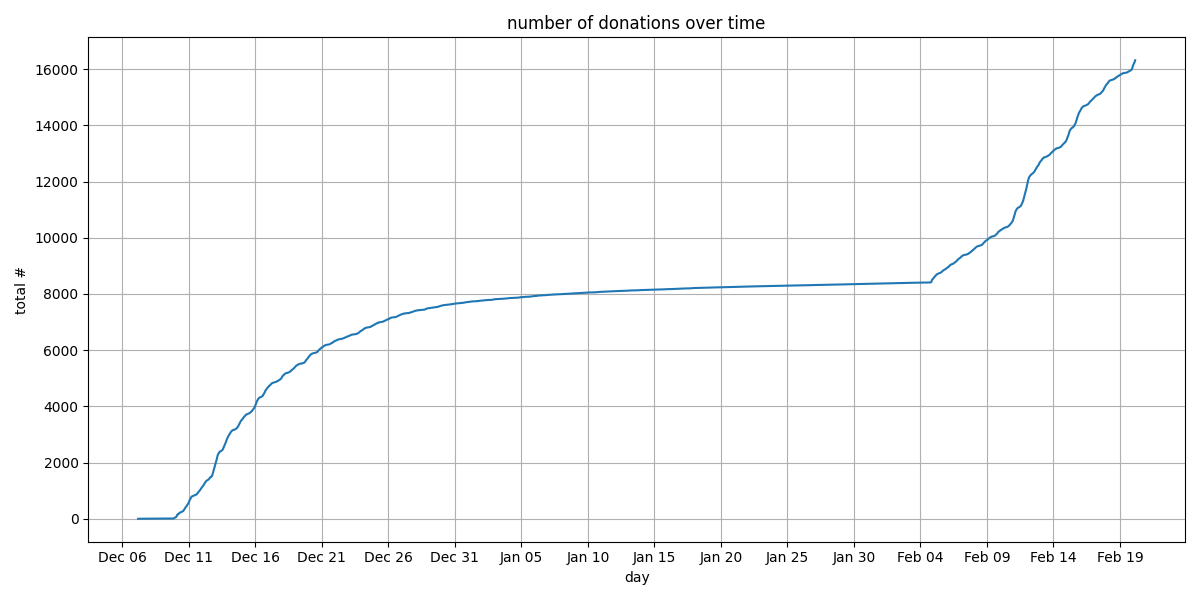 number of donations over time
total #
16000
14000
12000
10000
8000
6000
4000
2000
0
Dec 06 Dec 11 Dec 16 Dec 21 Dec 26 Dec 31 Jan 05 Jan 10 Jan 15 Jan 20 Jan 25 Jan 30 Feb 04 Feb 09 Feb 14 Feb 19
day